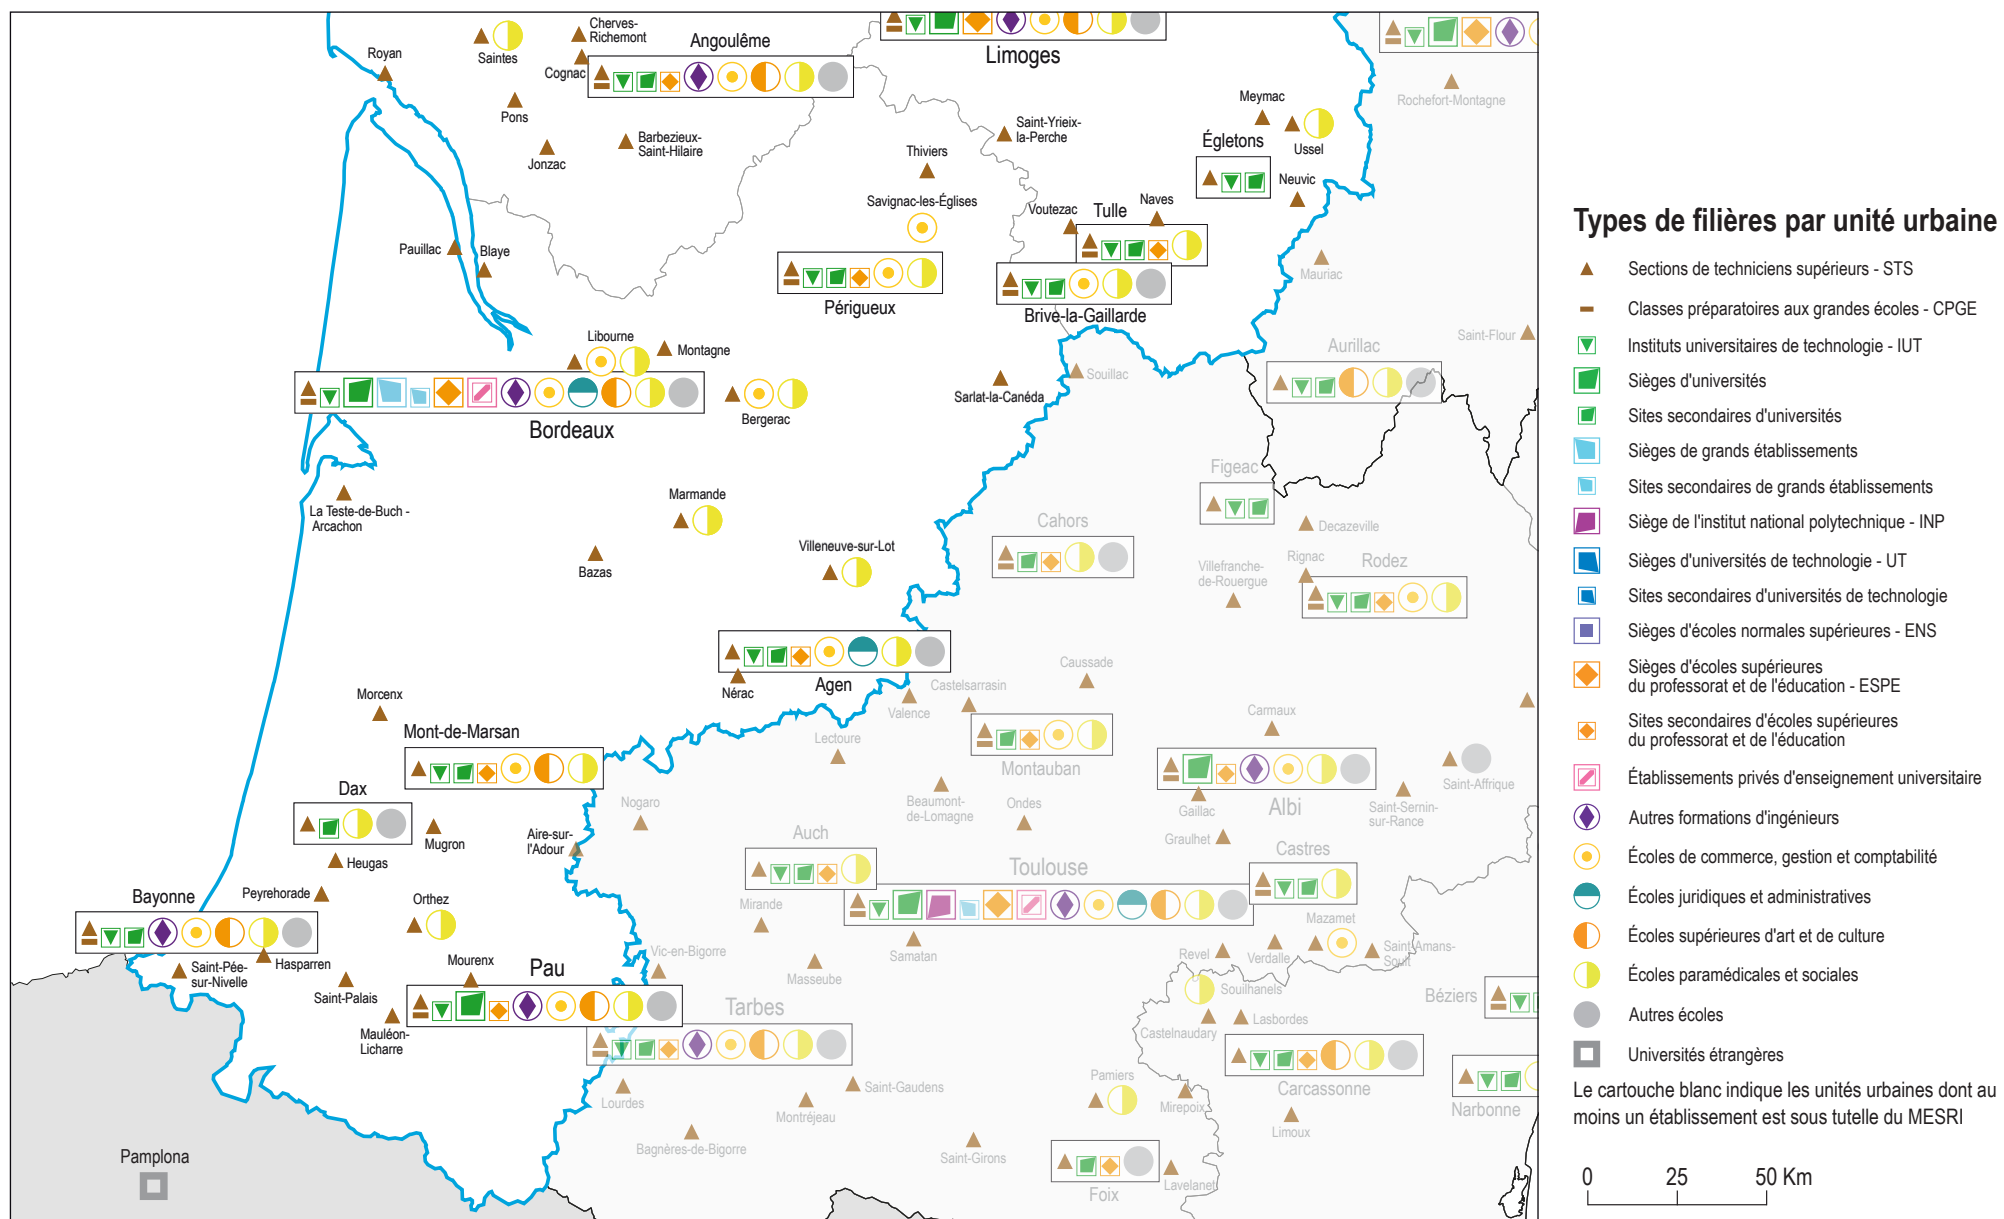 Cherves-
Richemont
Royan
Saintes
Cognac
Angoulême
Limoges
Rochefort-Montagne
Pons
Meymac
Ussel
Saint-Yrieix-
la-Perche
Barbezieux-
Saint-Hilaire
Jonzac
Thiviers
Égletons
Neuvic
Savignac-les-Églises
Voutezac
Tulle
Naves
Pauillac
Blaye
Mauriac
Périgueux
Brive-la-Gaillarde
Libourne
Montagne
Saint-Flour
Aurillac
Souillac
Sarlat-la-Canéda
Bergerac
Bordeaux
Figeac
La Teste-de-Buch -
Arcachon
Marmande
Cahors
Decazeville
Bazas
Villeneuve-sur-Lot
Villefranche-
de-Rouergue
Rignac
Rodez
Caussade
Nérac
Agen
Castelsarrasin
Valence
Morcenx
Mont-de-Marsan
Lectoure
Carmaux
Montauban
Saint-Affrique
Dax
Nogaro
Beaumont-
de-Lomagne
Ondes
Gaillac
Albi
Saint-Sernin-
sur-Rance
Mugron
Aire-sur-
l'Adour
Auch
Graulhet
Heugas
Toulouse
Castres
Bayonne
Peyrehorade
Orthez
Mirande
Mazamet
Vic-en-Bigorre
Samatan
Revel
Verdalle
Saint-Amans-
Soult
Saint-Pée-
sur-Nivelle
Hasparren
Saint-Palais
Mourenx
Pau
Masseube
Souilhanels
Béziers
Mauléon-
Licharre
Tarbes
Castelnaudary
Lasbordes
Lourdes
Saint-Gaudens
Montréjeau
Pamiers
Mirepoix
Carcassonne
Narbonne
Limoux
Bagnères-de-Bigorre
Saint-Girons
Foix
Lavelanet
Pamplona
Types de filières par unité urbaine
Sections de techniciens supérieurs - STS
Classes préparatoires aux grandes écoles - CPGE
Instituts universitaires de technologie - IUT
Sièges d'universités
Sites secondaires d'universités
Sièges de grands établissements
Sites secondaires de grands établissements
Siège de l'institut national polytechnique - INP
Sièges d'universités de technologie - UT
Sites secondaires d'universités de technologie
Sièges d'écoles normales supérieures - ENS
Sièges d'écoles supérieures
du professorat et de l'éducation - ESPE
Sites secondaires d'écoles supérieures
du professorat et de l'éducation
Établissements privés d'enseignement universitaire
Autres formations d'ingénieurs
Écoles de commerce, gestion et comptabilité
Écoles juridiques et administratives
Écoles supérieures d'art et de culture
Écoles paramédicales et sociales
Autres écoles
Universités étrangères
Le cartouche blanc indique les unités urbaines dont au
moins un établissement est sous tutelle du MESRI
0 25 50 Km